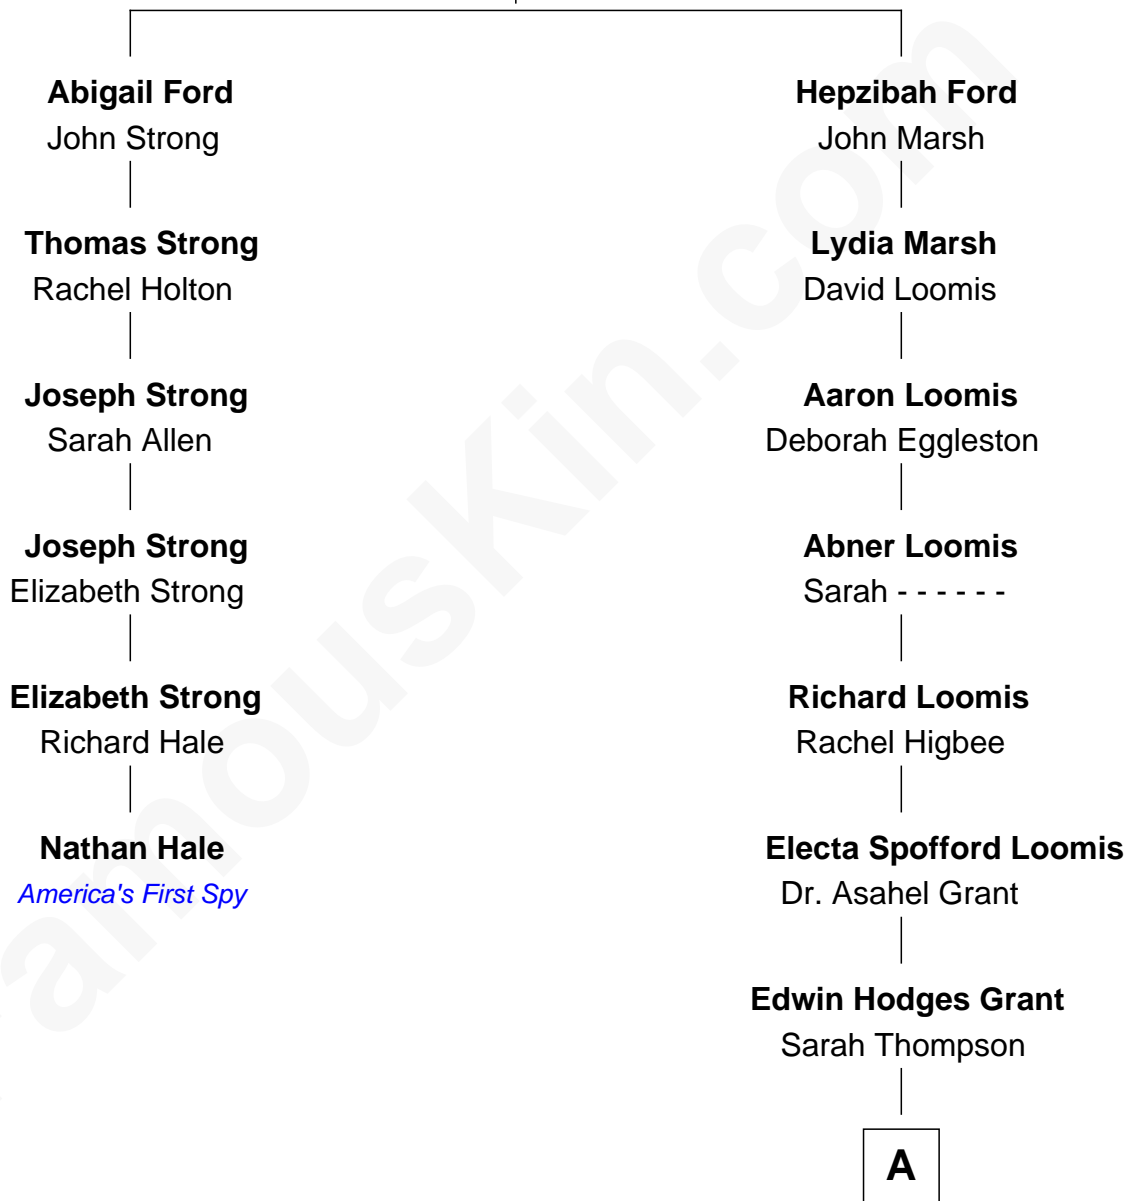 Abigail Ford
John Strong
Thomas Strong
Rachel Holton
Joseph Strong
Sarah Allen
Joseph Strong
Elizabeth Strong
Elizabeth Strong
Richard Hale
Nathan Hale
America's First Spy
Hepzibah Ford
John Marsh
Lydia Marsh
David Loomis
Aaron Loomis
Deborah Eggleston
Abner Loomis
Sarah - - - - - -
Richard Loomis
Rachel Higbee
Electa Spofford Loomis
Dr. Asahel Grant
Edwin Hodges Grant
Sarah Thompson
A
amousKin.com